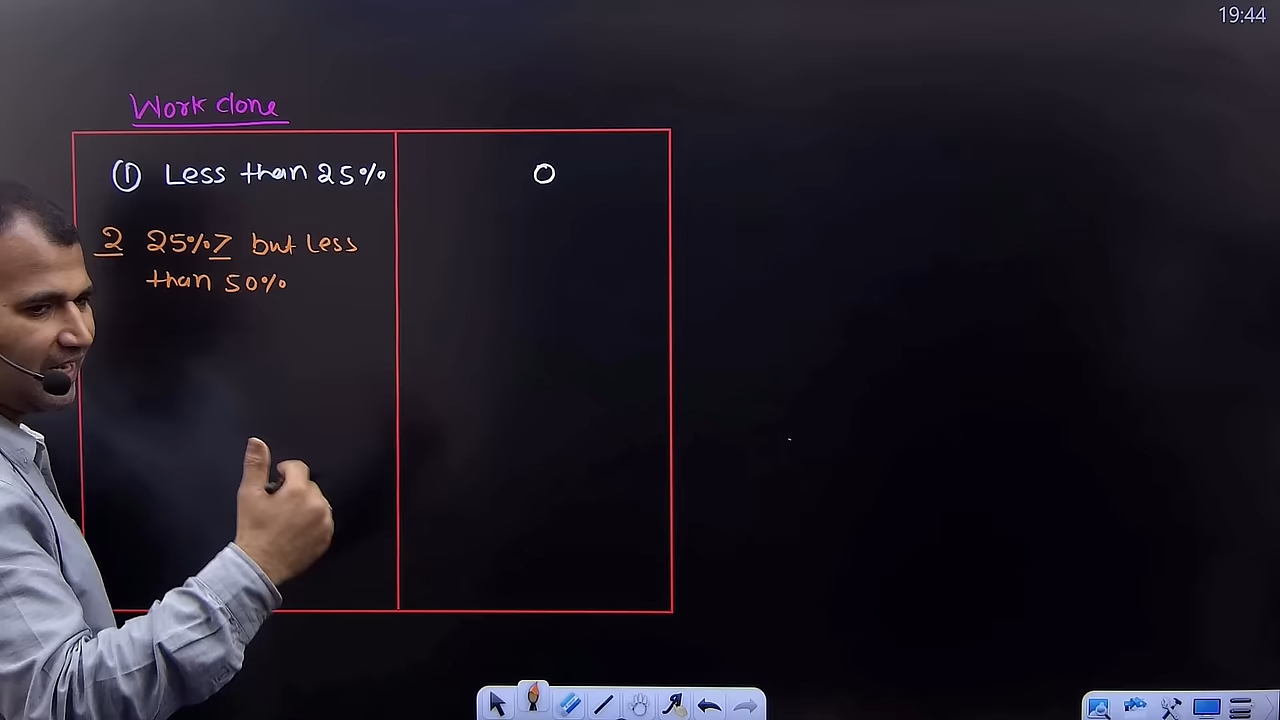 19:44
Work done
① Less than 25% 0
2 25% ≥ but Less
than 50%